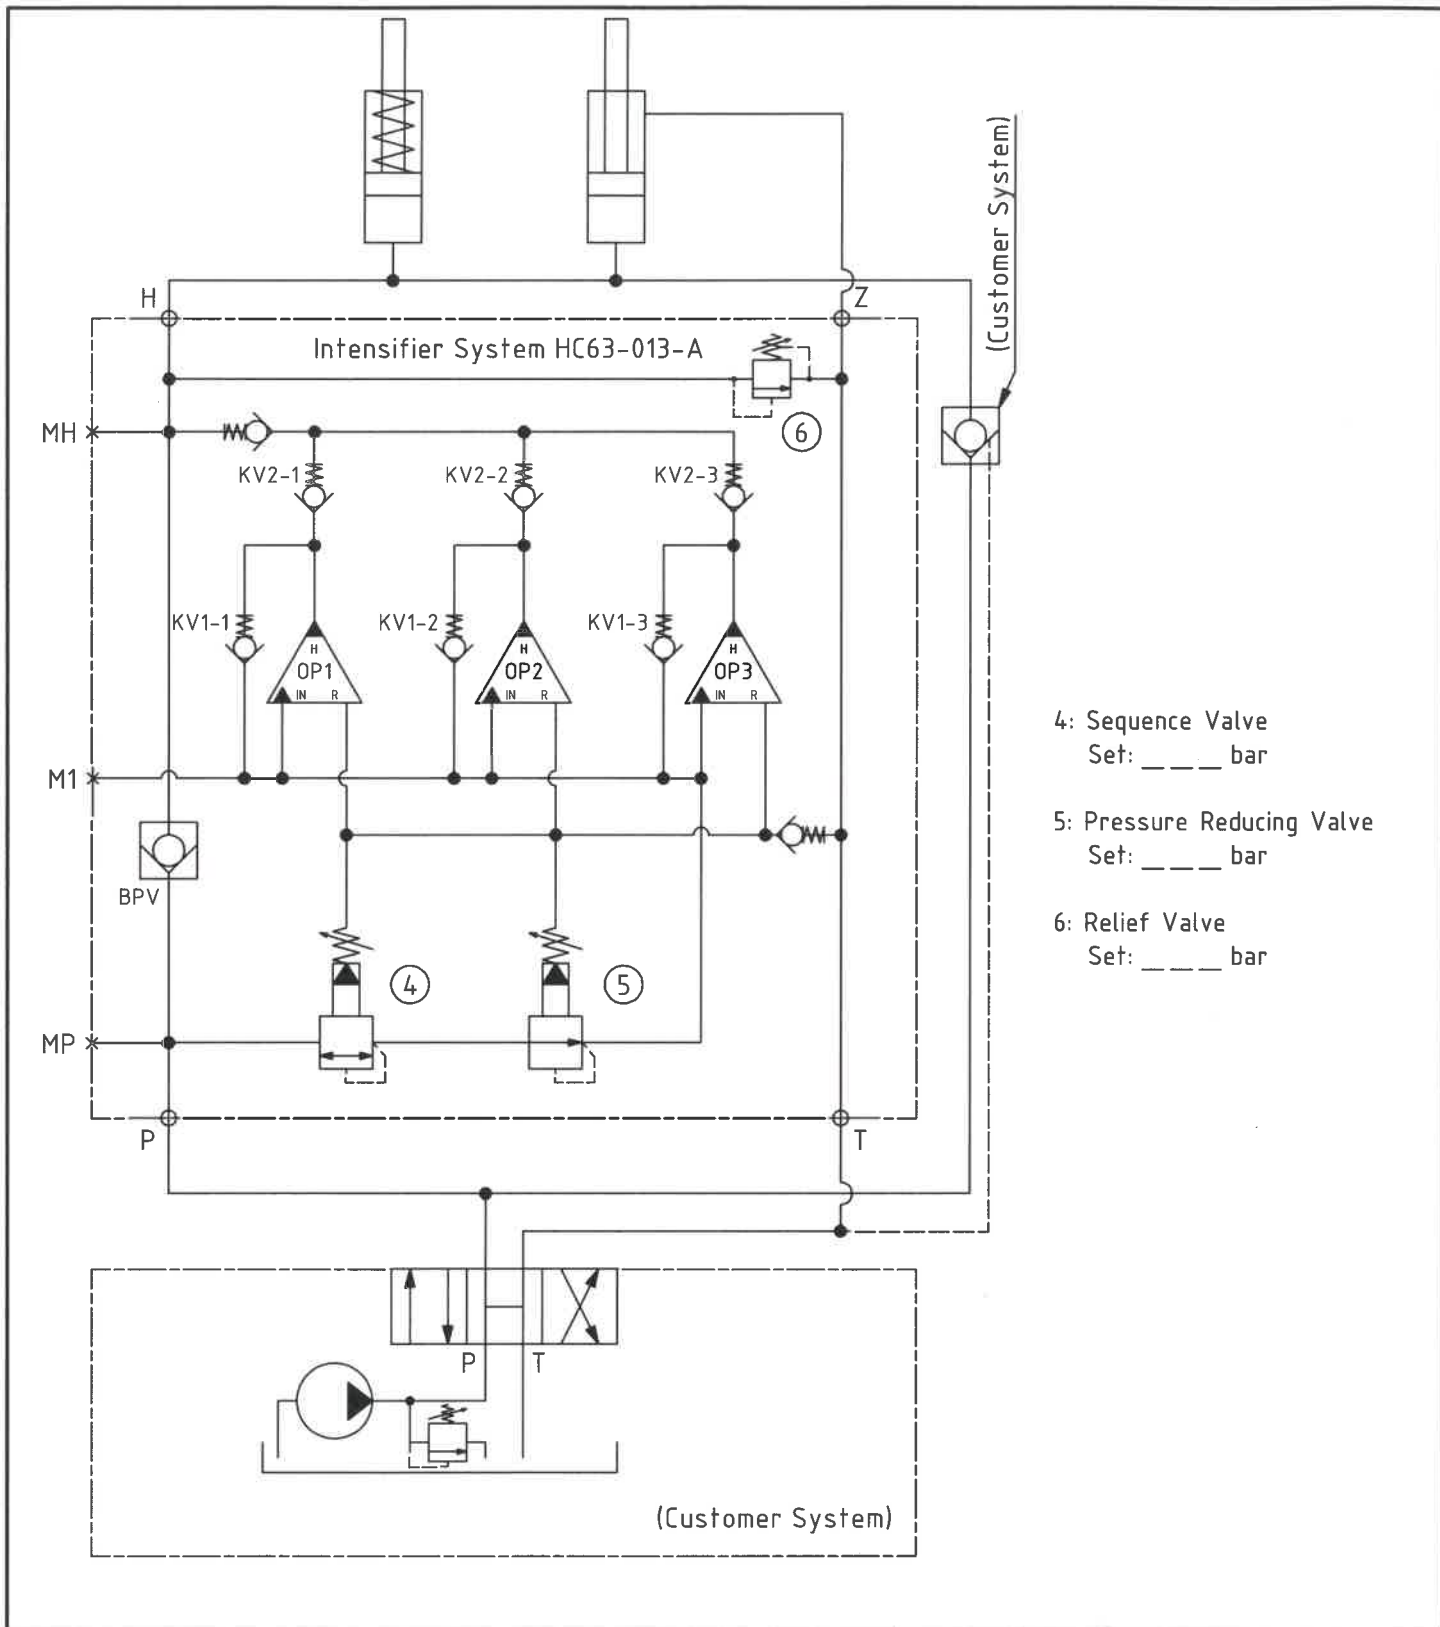 (Customer System)
H
Z
Intensifier System HC63-013-A
6
MH
KV2-1
KV2-2
KV2-3
KV1-1
KV1-2
KV1-3
H
OP1
IN R
H
OP2
IN R
H
OP3
IN R
M1
BPV
4
5
MP
P
T
4: Sequence Valve
Set: _ _ _ bar
5: Pressure Reducing Valve
Set: _ _ _ bar
6: Relief Valve
Set: _ _ _ bar
P
T
(Customer System)